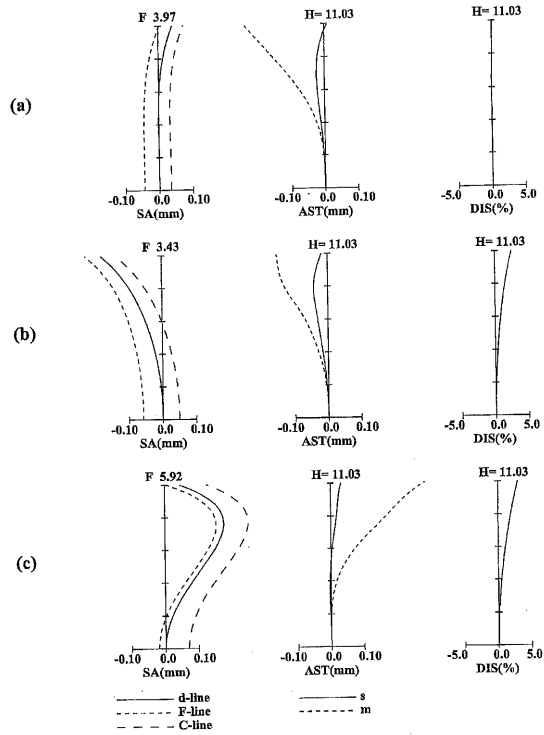 F 3.97 H= 11.03 H= 11.03
(a)
-0.10 0.0 0.10 -0.10 0.0 0.10 -5.0 0.0 5.0
SA(mm) AST(mm) DIS(%)
F 3.43 H= 11.03 H= 11.03
(b)
-0.10 0.0 0.10 -0.10 0.0 0.10 -5.0 0.0 5.0
SA(mm) AST(mm) DIS(%)
F 5.92 H= 11.03 H= 11.03
(c)
-0.10 0.0 0.10 -0.10 0.0 0.10 -5.0 0.0 5.0
SA(mm) AST(mm) DIS(%)
d-line s
F-line m
C-line